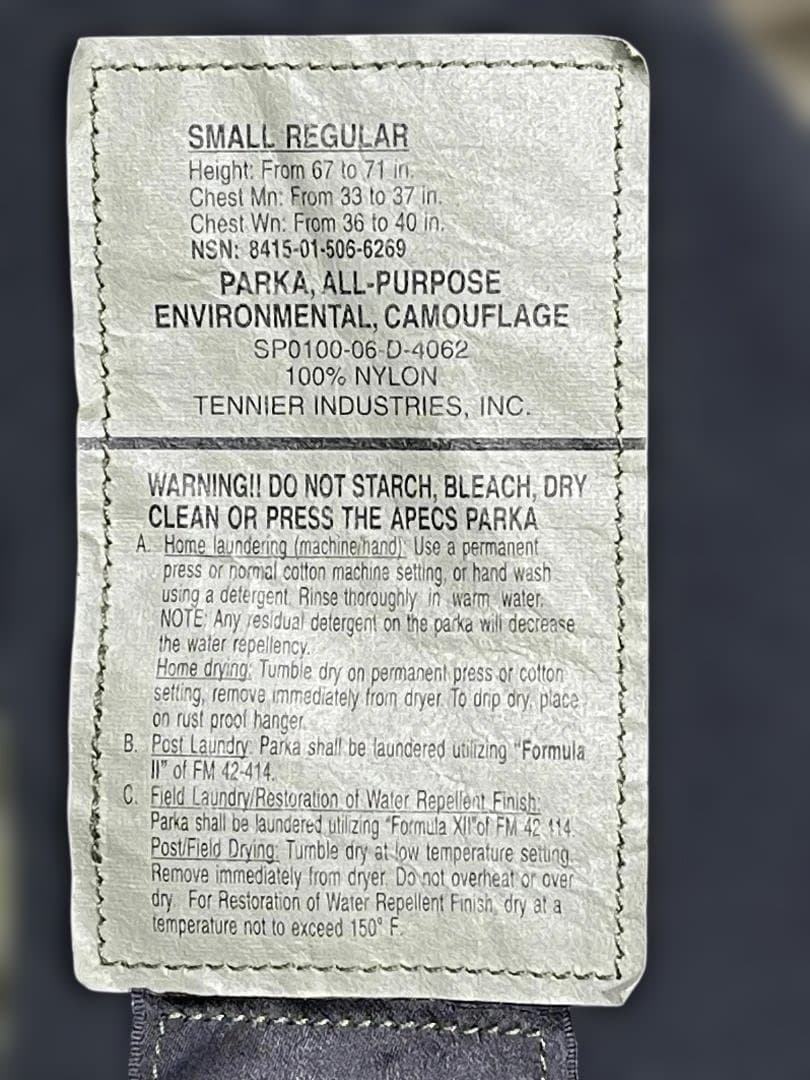 SMALL REGULAR
Height: From 67 to 71 in.
Chest Mn: From 33 to 37 in.
Chest Wn: From 36 to 40 in.
NSN: 8415-01-506-6269
PARKA, ALL-PURPOSE
ENVIRONMENTAL, CAMOUFLAGE
SP0100-06-D-4062
100% NYLON
TENNIER INDUSTRIES, INC.
WARNING!! DO NOT STARCH, BLEACH, DRY
CLEAN OR PRESS THE APECS PARKA
A. Home laundering (machine/hand): Use a permanent
press or normal cotton machine setting, or hand wash
using a detergent. Rinse thoroughly in warm water.
NOTE: Any residual detergent on the parka will decrease
the water repellency.
Home drying: Tumble dry on permanent press or cotton
setting, remove immediately from dryer. To drip dry, place
on rust proof hanger.
B. Post Laundry: Parka shall be laundered utilizing "Formula
II" of FM 42-414.
C. Field Laundry/Restoration of Water Repellent Finish:
Parka shall be laundered utilizing "Formula XII"of FM 42 414.
Post/Field Drying: Tumble dry at low temperature setting.
Remove immediately from dryer. Do not overheat or over
dry. For Restoration of Water Repellent Finish, dry at a
temperature not to exceed 150° F.